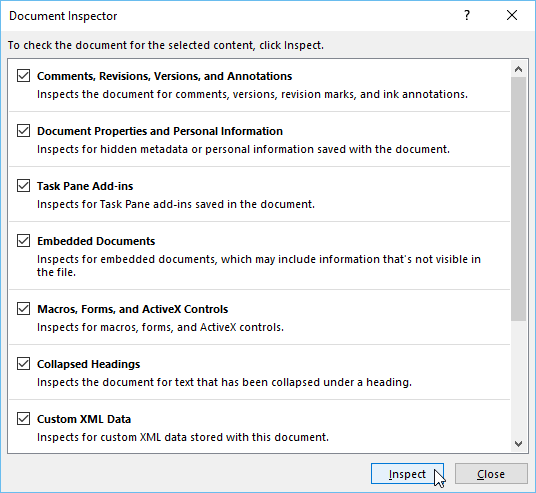 Document Inspector
?
To check the document for the selected content, click Inspect.
Comments, Revisions, Versions, and Annotations
Inspects the document for comments, versions, revision marks, and ink annotations.
Document Properties and Personal Information
Inspects for hidden metadata or personal information saved with the document.
Task Pane Add-ins
Inspects for Task Pane add-ins saved in the document.
Embedded Documents
Inspects for embedded documents, which may include information that's not visible in
the file.
Macros, Forms, and ActiveX Controls
Inspects for macros, forms, and ActiveX controls.
Collapsed Headings
Inspects the document for text that has been collapsed under a heading.
Custom XML Data
Inspects for custom XML data stored with this document.
Inspect Close